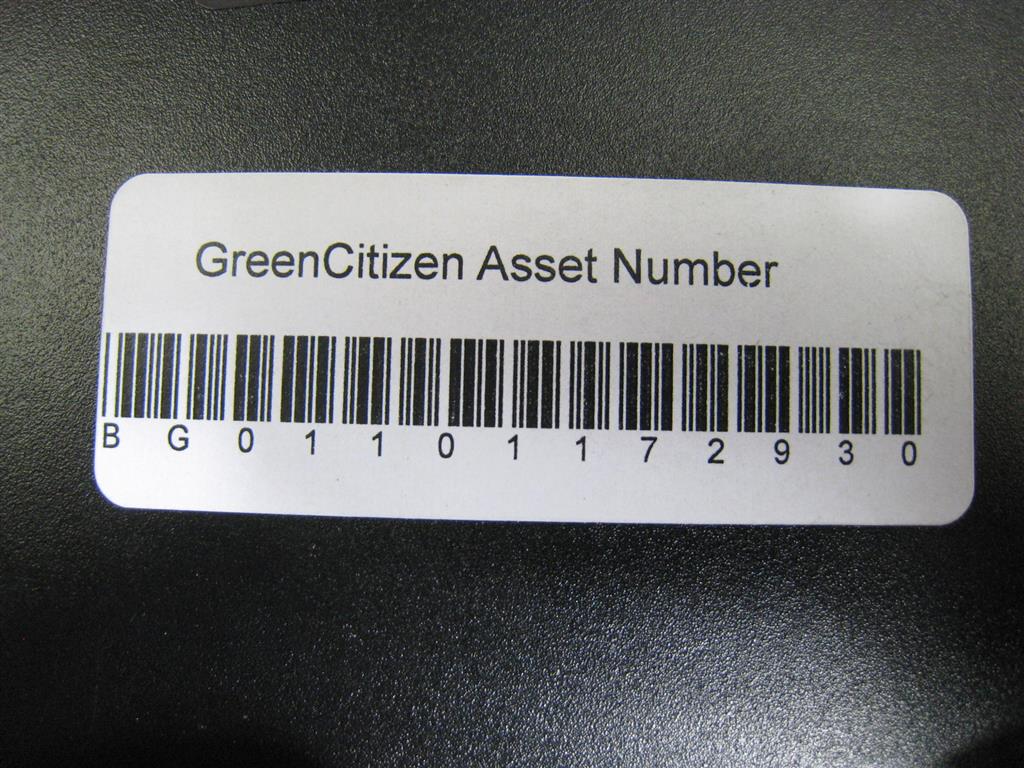 GreenCitizen Asset Number
B G 0 1 1 0 1 1 7 2 9 3 0